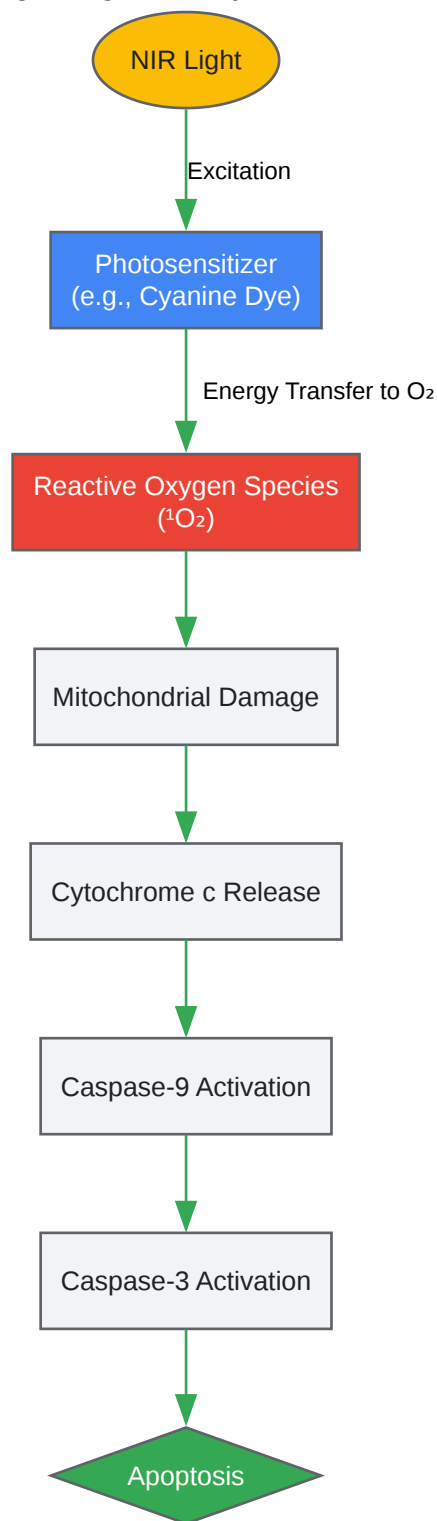 NIR Light
Excitation
Photosensitizer
(e.g., Cyanine Dye)
Energy Transfer to O₂
Reactive Oxygen Species
(¹O₂)
Mitochondrial Damage
Cytochrome c Release
Caspase-9 Activation
Caspase-3 Activation
Apoptosis